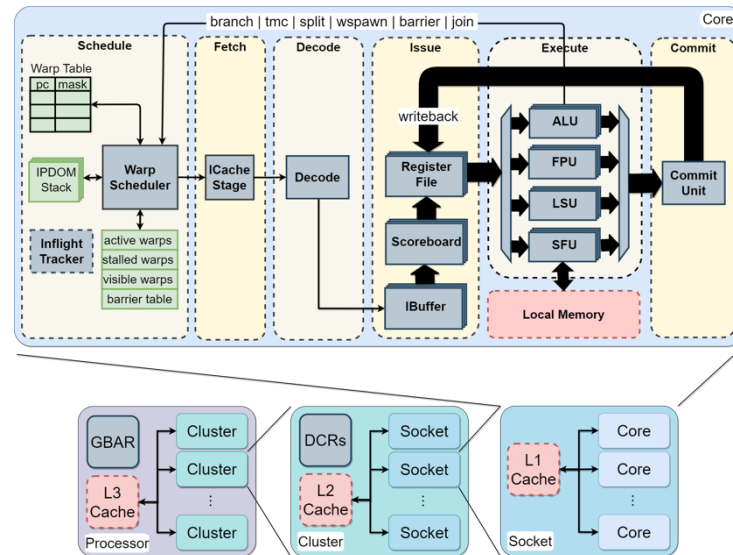 branch | tmc | split | wspawn | barrier | join
Core
Schedule
Fetch
Decode
Issue
Execute
Commit
Warp Table
pc mask
IPDOM
Stack
Warp
Scheduler
Inflight
Tracker
active warps
stalled warps
visible warps
barrier table
ICache
Stage
Decode
writeback
Register
File
Scoreboard
IBuffer
ALU
FPU
LSU
SFU
Local Memory
Commit
Unit
GBAR
L3
Cache
Cluster
Cluster
⋮
Cluster
Processor
DCRs
L2
Cache
Socket
Socket
⋮
Socket
Cluster
L1
Cache
Core
Core
⋮
Core
Socket